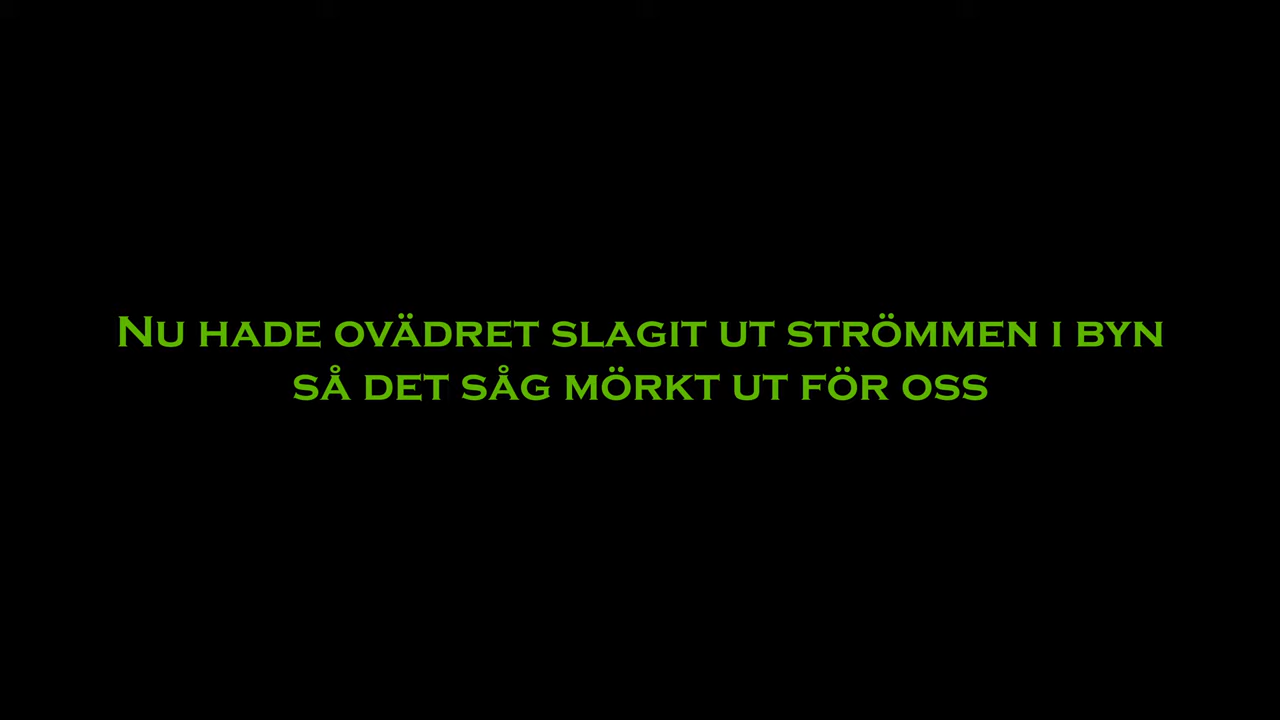 Nu hade ovädret slagit ut strömmen i byn
så det såg mörkt ut för oss